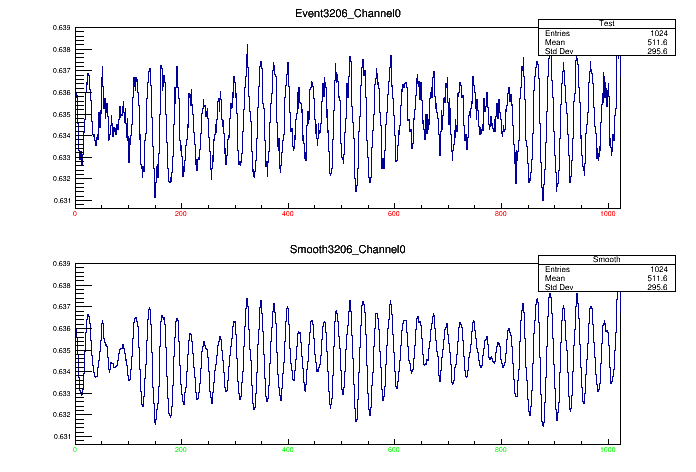 Event3206_Channel0
Test
Entries 1024
Mean 511.6
Std Dev 295.6
0.639
0.638
0.637
0.636
0.635
0.634
0.633
0.632
0.631
0 200 400 600 800 1000
Smooth3206_Channel0
Smooth
Entries 1024
Mean 511.6
Std Dev 295.6
0.639
0.638
0.637
0.636
0.635
0.634
0.633
0.632
0.631
0 200 400 600 800 1000